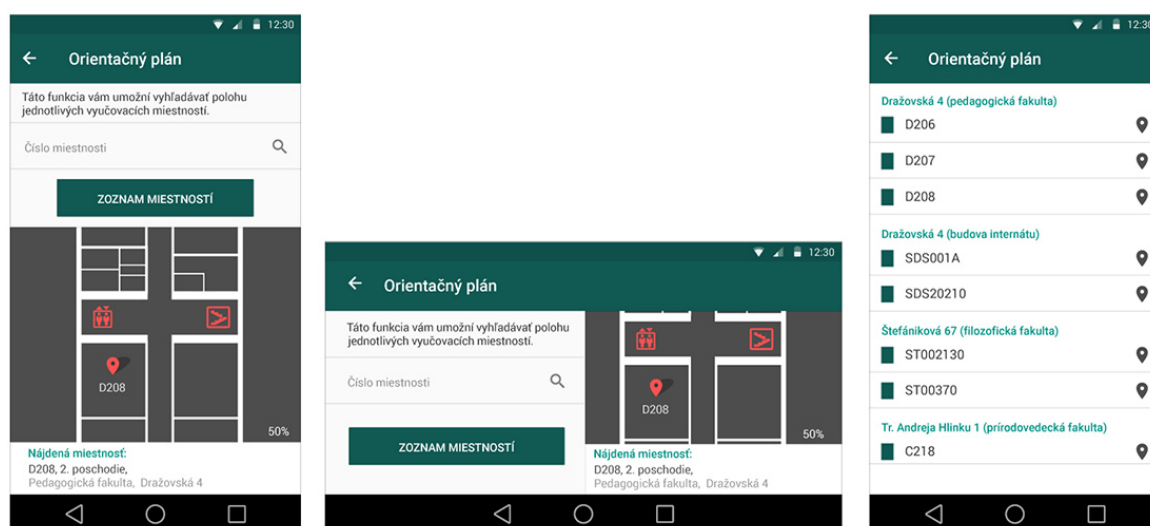 12:30
Orientačný plán
Táto funkcia vám umožní vyhľadávať polohu
jednotlivých vyučovacích miestností.
Číslo miestnosti
ZOZNAM MIESTNOSTÍ
D208
50%
Nájdená miestnosť:
D208, 2. poschodie,
Pedagogická fakulta, Dražovská 4
12:30
Orientačný plán
Táto funkcia vám umožní vyhľadávať polohu
jednotlivých vyučovacích miestností.
Číslo miestnosti
ZOZNAM MIESTNOSTÍ
D208
50%
Nájdená miestnosť:
D208, 2. poschodie,
Pedagogická fakulta, Dražovská 4
12:30
Orientačný plán
Dražovská 4 (pedagogická fakulta)
D206
D207
D208
Dražovská 4 (budova internátu)
SDS001A
SDS20210
Štefániková 67 (filozofická fakulta)
ST002130
ST00370
Tr. Andreja Hlinku 1 (prírodovedecká fakulta)
C218